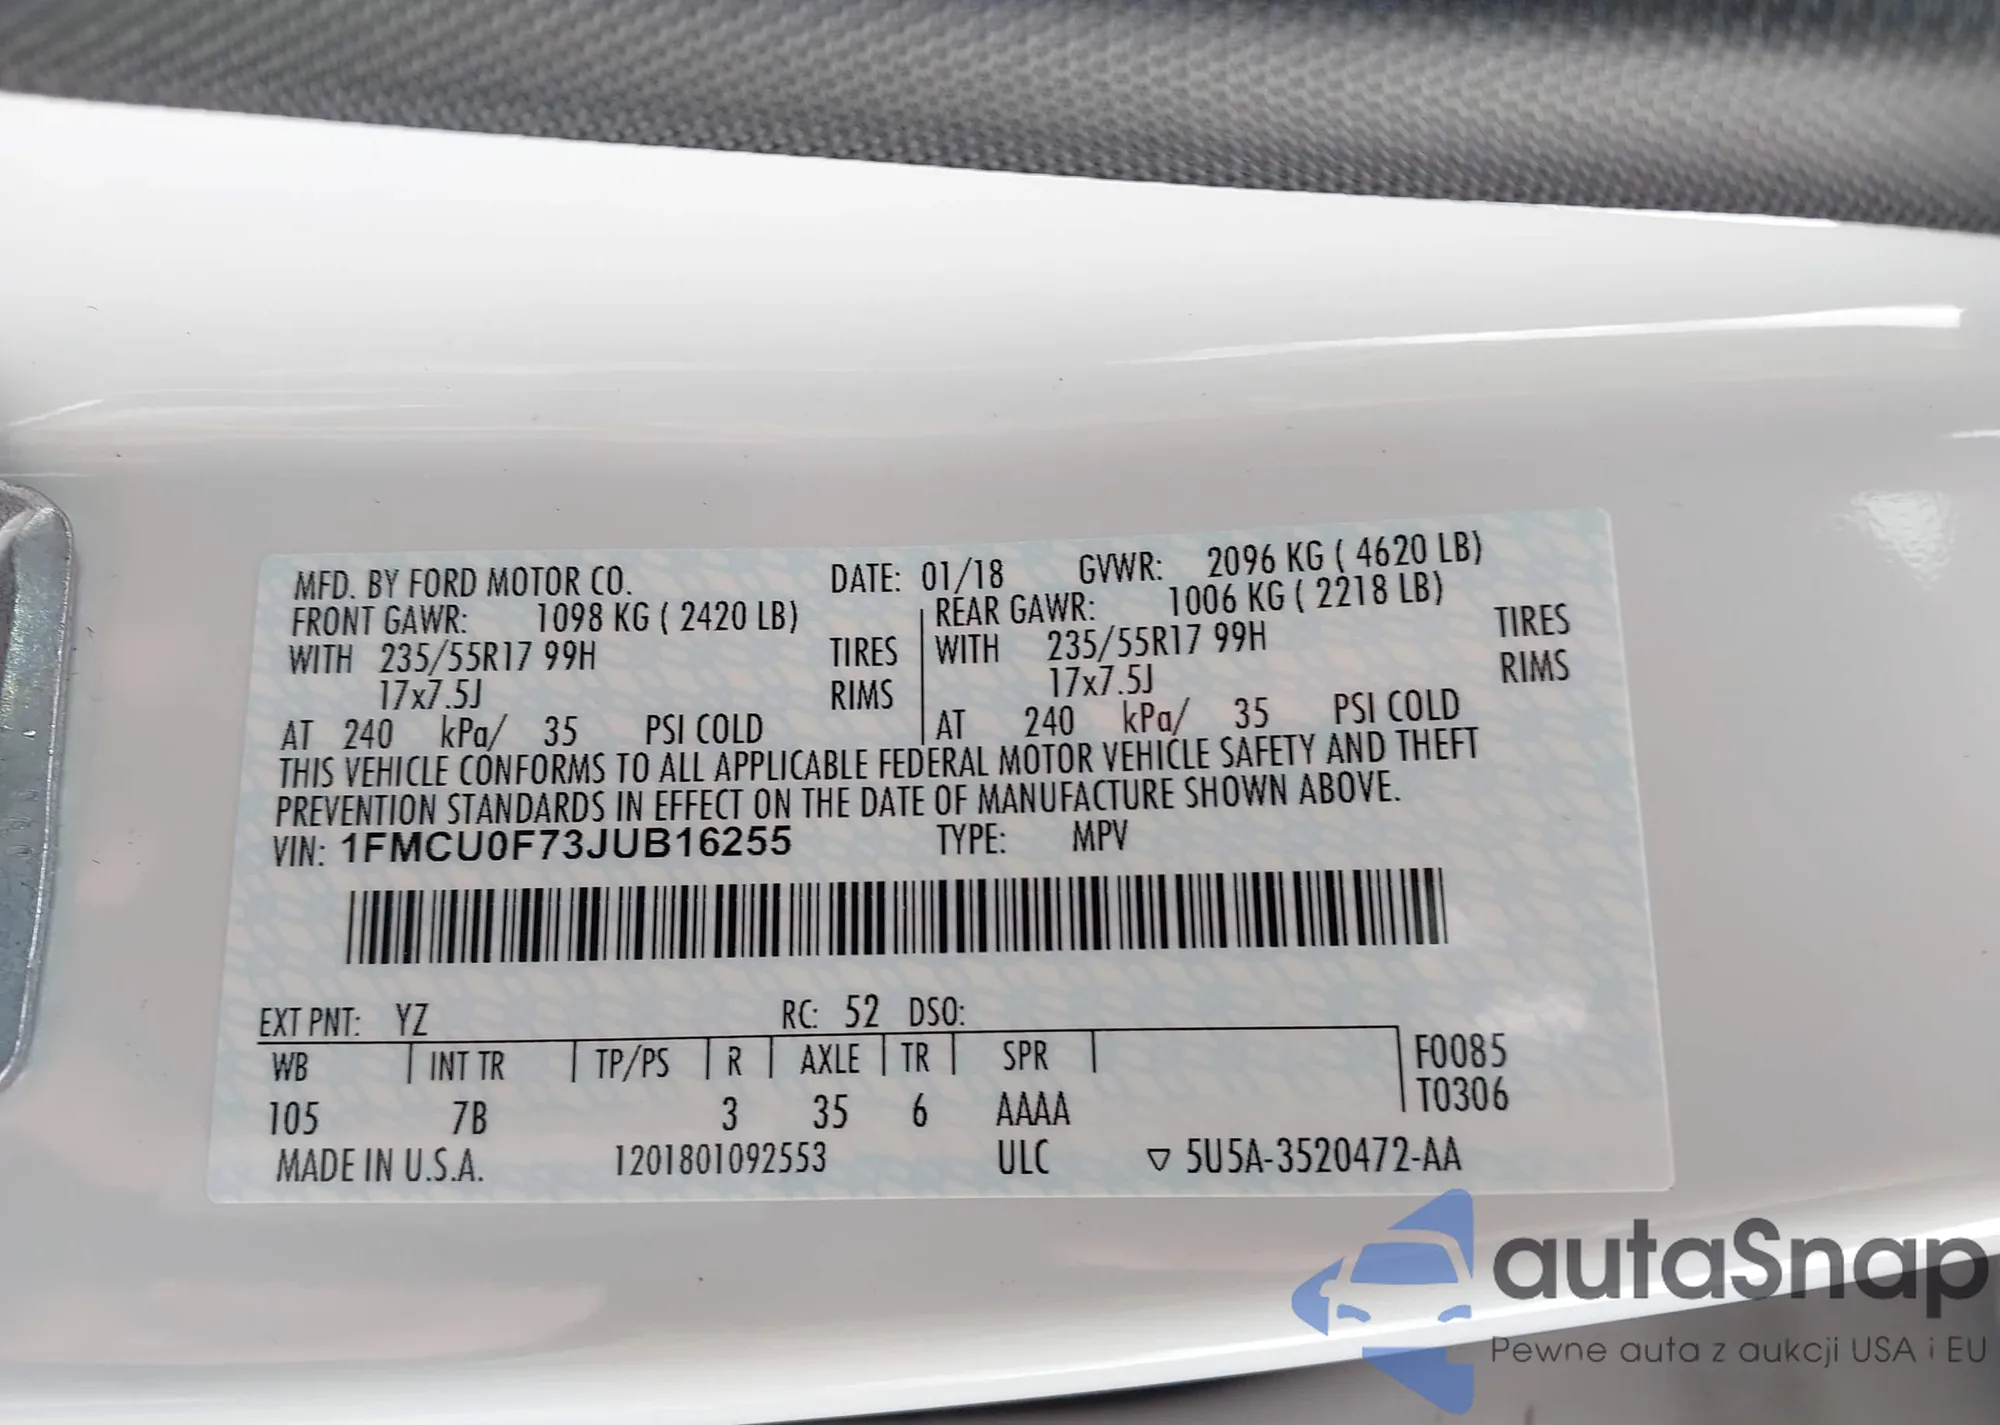 MFD. BY FORD MOTOR CO. DATE: 01/18 GVWR: 2096 KG ( 4620 LB)
FRONT GAWR: 1098 KG ( 2420 LB) REAR GAWR: 1006 KG ( 2218 LB)
WITH 235/55R17 99H TIRES WITH 235/55R17 99H TIRES
17x7.5J RIMS 17x7.5J RIMS
AT 240 kPa/ 35 PSI COLD AT 240 kPa/ 35 PSI COLD
THIS VEHICLE CONFORMS TO ALL APPLICABLE FEDERAL MOTOR VEHICLE SAFETY AND THEFT
PREVENTION STANDARDS IN EFFECT ON THE DATE OF MANUFACTURE SHOWN ABOVE.
VIN: 1FMCU0F73JUB16255 TYPE: MPV
EXT PNT: YZ RC: 52 DSO:
WB INT TR TP/PS R AXLE TR SPR F0085
105 7B 3 35 6 AAAA T0306
MADE IN U.S.A. 1201801092553 ULC ▽ 5U5A-3520472-AA
autaSnap
Pewne auta z aukcji USA i EU